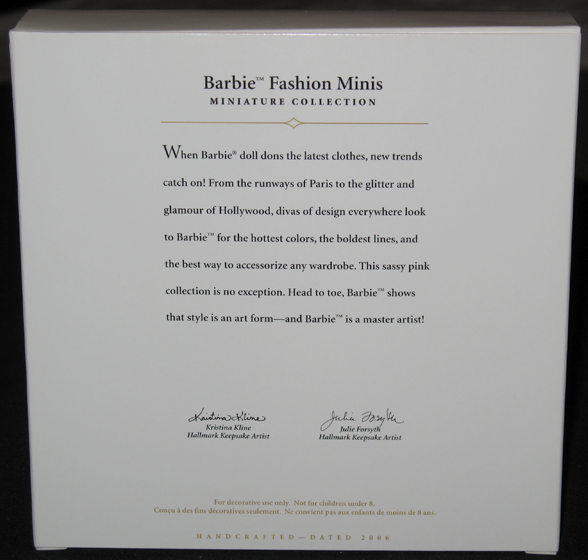 Barbie™ Fashion Minis
MINIATURE COLLECTION
When Barbie® doll dons the latest clothes, new trends
catch on! From the runways of Paris to the glitter and
glamour of Hollywood, divas of design everywhere look
to Barbie™ for the hottest colors, the boldest lines, and
the best way to accessorize any wardrobe. This sassy pink
collection is no exception. Head to toe, Barbie™ shows
that style is an art form—and Barbie™ is a master artist!
Kristina Kline
Kristina Kline
Hallmark Keepsake Artist
Julie Forsyth
Julie Forsyth
Hallmark Keepsake Artist
For decorative use only. Not for children under 8.
Conçu à des fins décoratives seulement. Ne convient pas aux enfants de moins de 8 ans.
HANDCRAFTED—DATED 2006